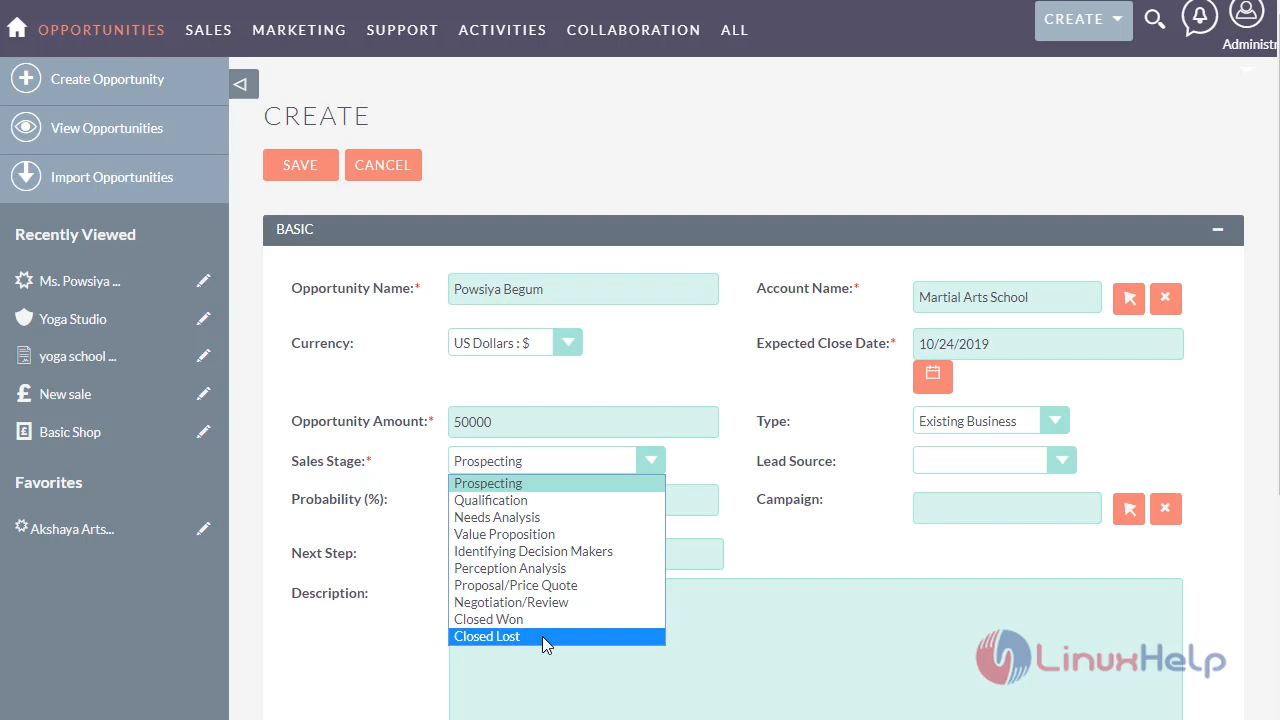 OPPORTUNITIES SALES MARKETING SUPPORT ACTIVITIES COLLABORATION ALL CREATE
Administr
Create Opportunity
View Opportunities
Import Opportunities
Recently Viewed
Ms. Powsiya ...
Yoga Studio
yoga school ...
New sale
Basic Shop
Favorites
Akshaya Arts...
CREATE
SAVE CANCEL
BASIC
Opportunity Name:* Powsiya Begum Account Name:* Martial Arts School
Currency: US Dollars : $ Expected Close Date:* 10/24/2019
Opportunity Amount:* 50000 Type: Existing Business
Sales Stage:* Prospecting Lead Source:
Prospecting
Qualification
Needs Analysis
Value Proposition
Identifying Decision Makers
Perception Analysis
Proposal/Price Quote
Negotiation/Review
Closed Won
Closed Lost
Probability (%): Campaign:
Next Step:
Description:
LinuxHelp